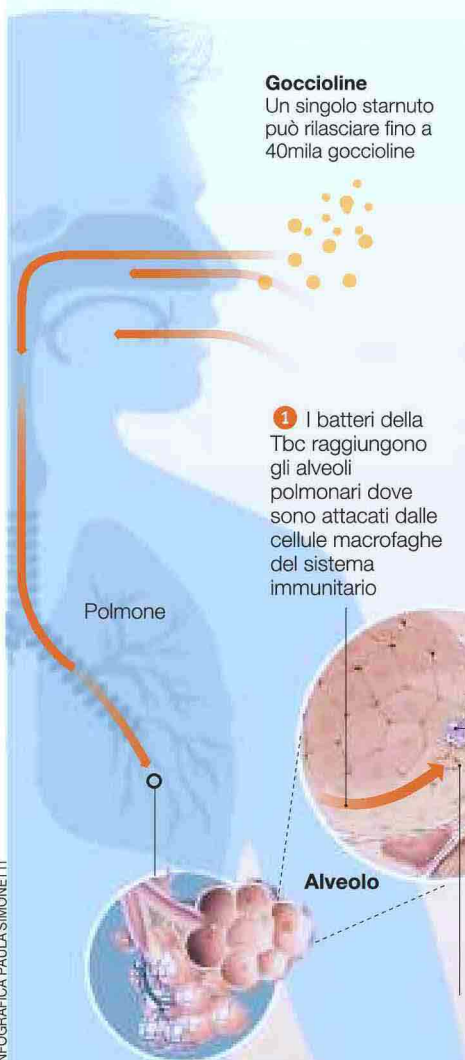 Goccioline
Un singolo starnuto
può rilasciare fino a
40mila goccioline
1 I batteri della
Tbc raggiungono
gli alveoli
polmonari dove
sono attacati dalle
cellule macrofaghe
del sistema
immunitario
Polmone
Alveolo
INFOGRAFICA PAULA SIMONETTI